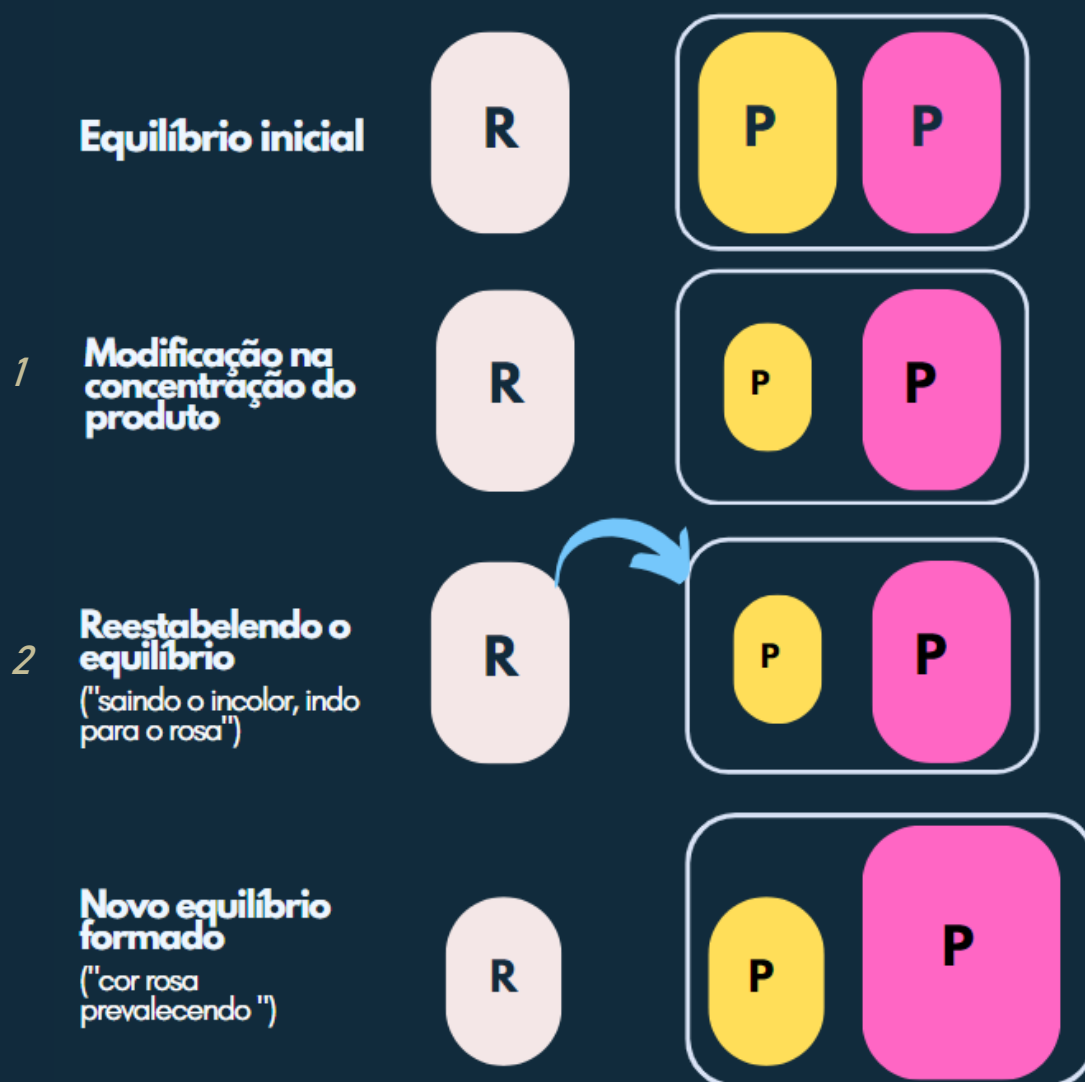 Equilíbrio inicial
R
P
P
1
Modificação na
concentração do
produto
R
P
P
2
Reestabelendo o
equilíbrio
("saindo o incolor, indo
para o rosa")
R
P
P
Novo equilíbrio
formado
("cor rosa
prevalecendo ")
R
P
P